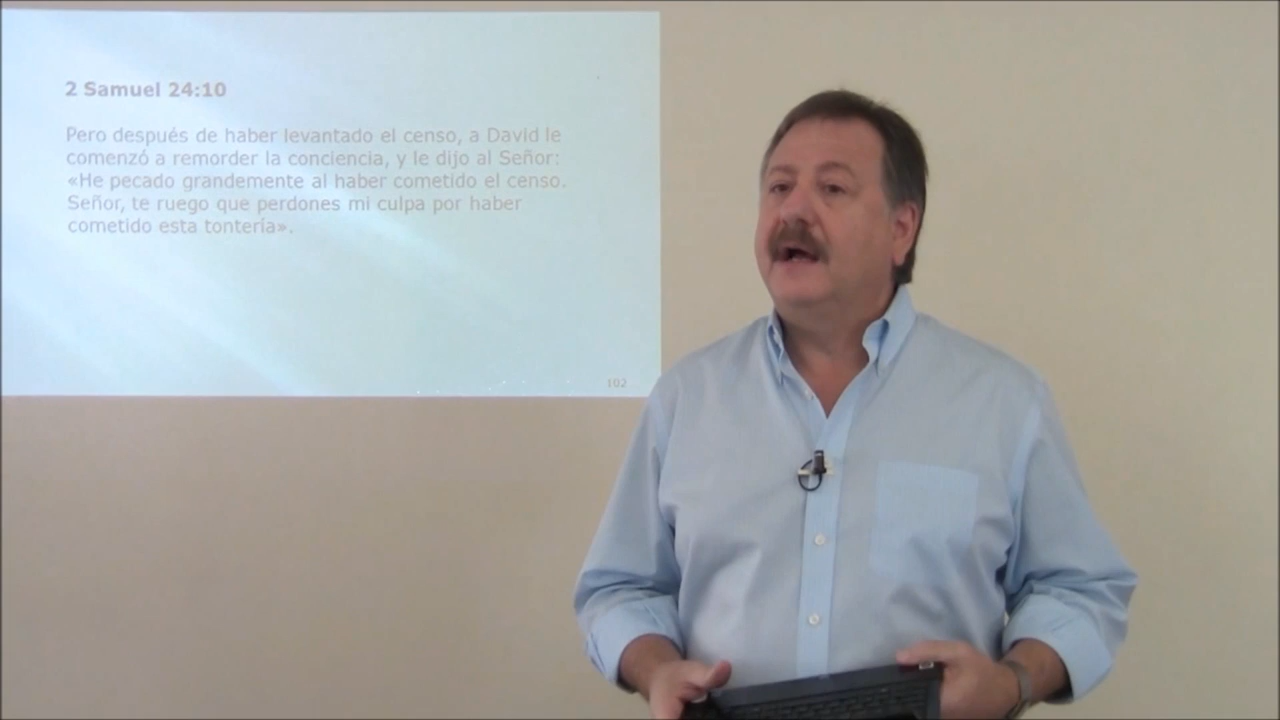 2 Samuel 24:10
Pero después de haber levantado el censo, a David le
comenzó a remorder la conciencia, y le dijo al Señor:
«He pecado grandemente al haber cometido el censo.
Señor, te ruego que perdones mi culpa por haber
cometido esta tontería».
102